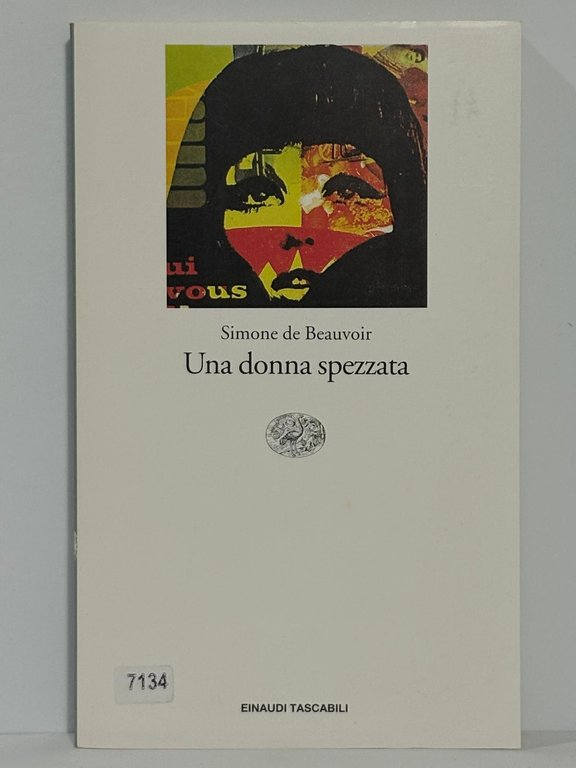 ui
vous
Simone de Beauvoir
Una donna spezzata
7134
EINAUDI TASCABILI